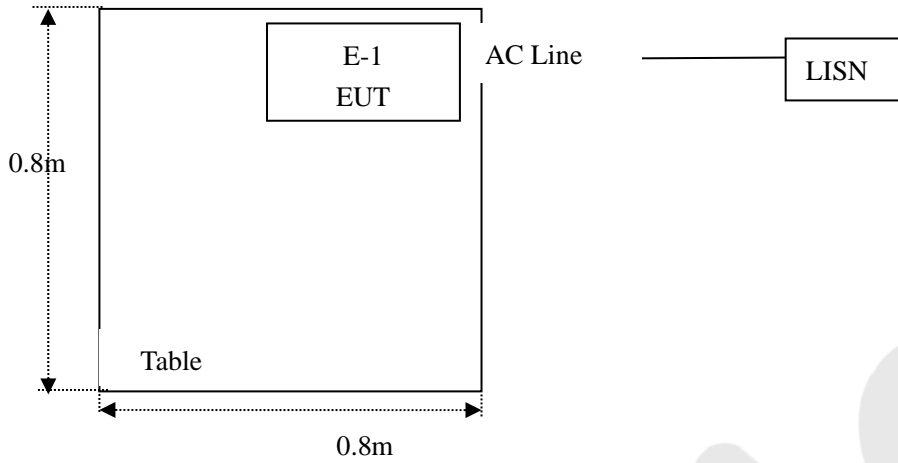 E-1
EUT
AC Line
LISN
0.8m
Table
0.8m